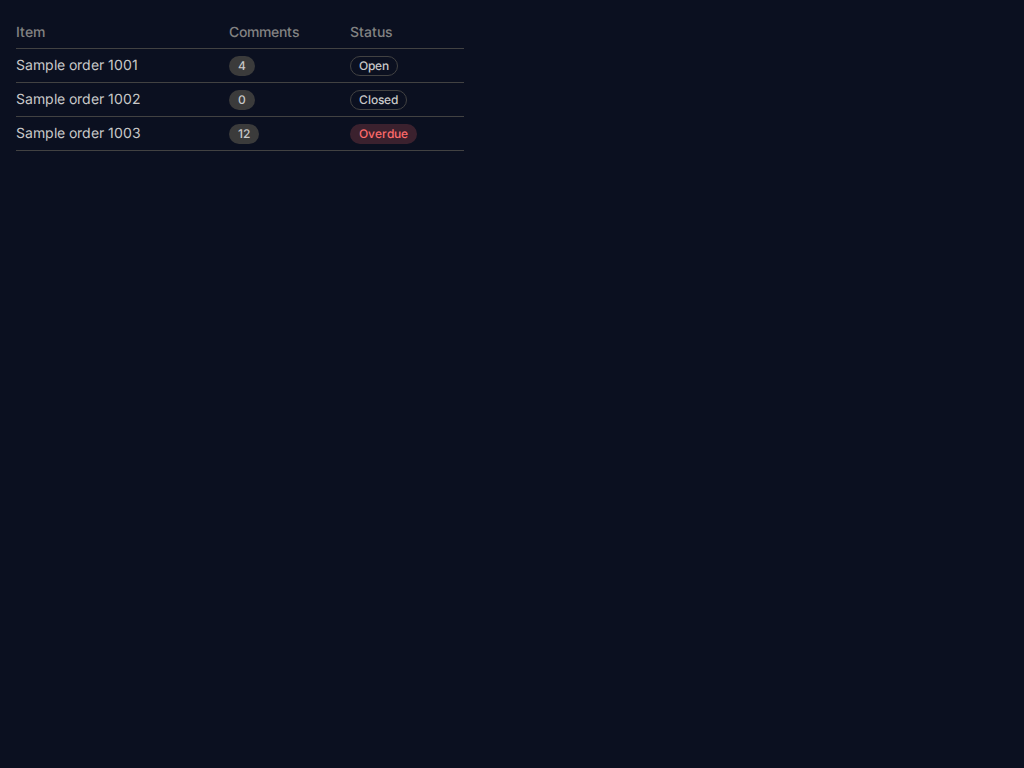 Item Comments Status
Sample order 1001 4 Open
Sample order 1002 0 Closed
Sample order 1003 12 Overdue